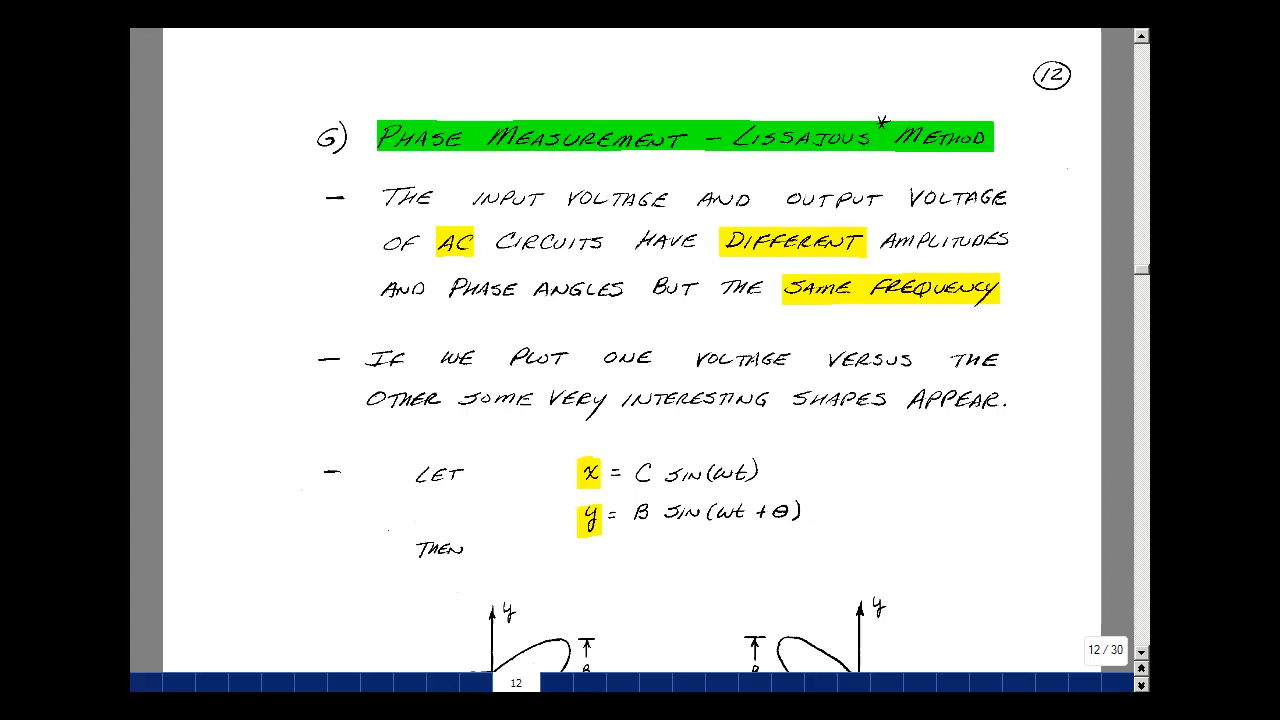 12
G) PHASE MEASUREMENT - LISSAJOUS* METHOD
- THE INPUT VOLTAGE AND OUTPUT VOLTAGE
OF AC CIRCUITS HAVE DIFFERENT AMPLITUDES
AND PHASE ANGLES BUT THE SAME FREQUENCY
- IF WE PLOT ONE VOLTAGE VERSUS THE
OTHER SOME VERY INTERESTING SHAPES APPEAR.
- LET x = C SIN(ωt)
y = B SIN(ωt + θ)
THEN
y y
12 / 30
12